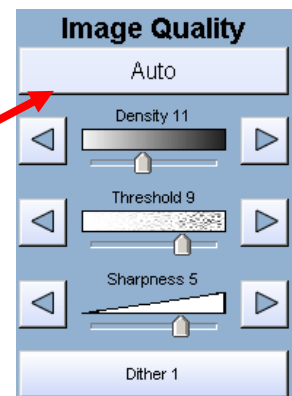 Image Quality
Auto
Density 11
Threshold 9
Sharpness 5
Dither 1